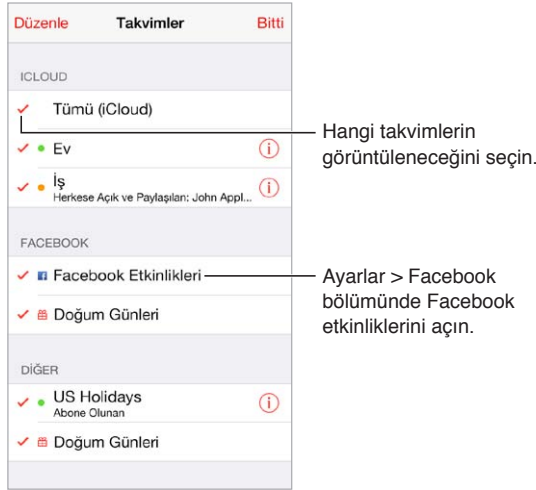 Düzenle Takvimler Bitti
ICLOUD
Tümü (iCloud)
Ev
İş
Herkese Açık ve Paylaşılan: John Appl...
FACEBOOK
Facebook Etkinlikleri
Doğum Günleri
DİĞER
US Holidays
Abone Olunan
Doğum Günleri
Hangi takvimlerin
görüntüleneceğini seçin.
Ayarlar > Facebook
bölümünde Facebook
etkinliklerini açın.